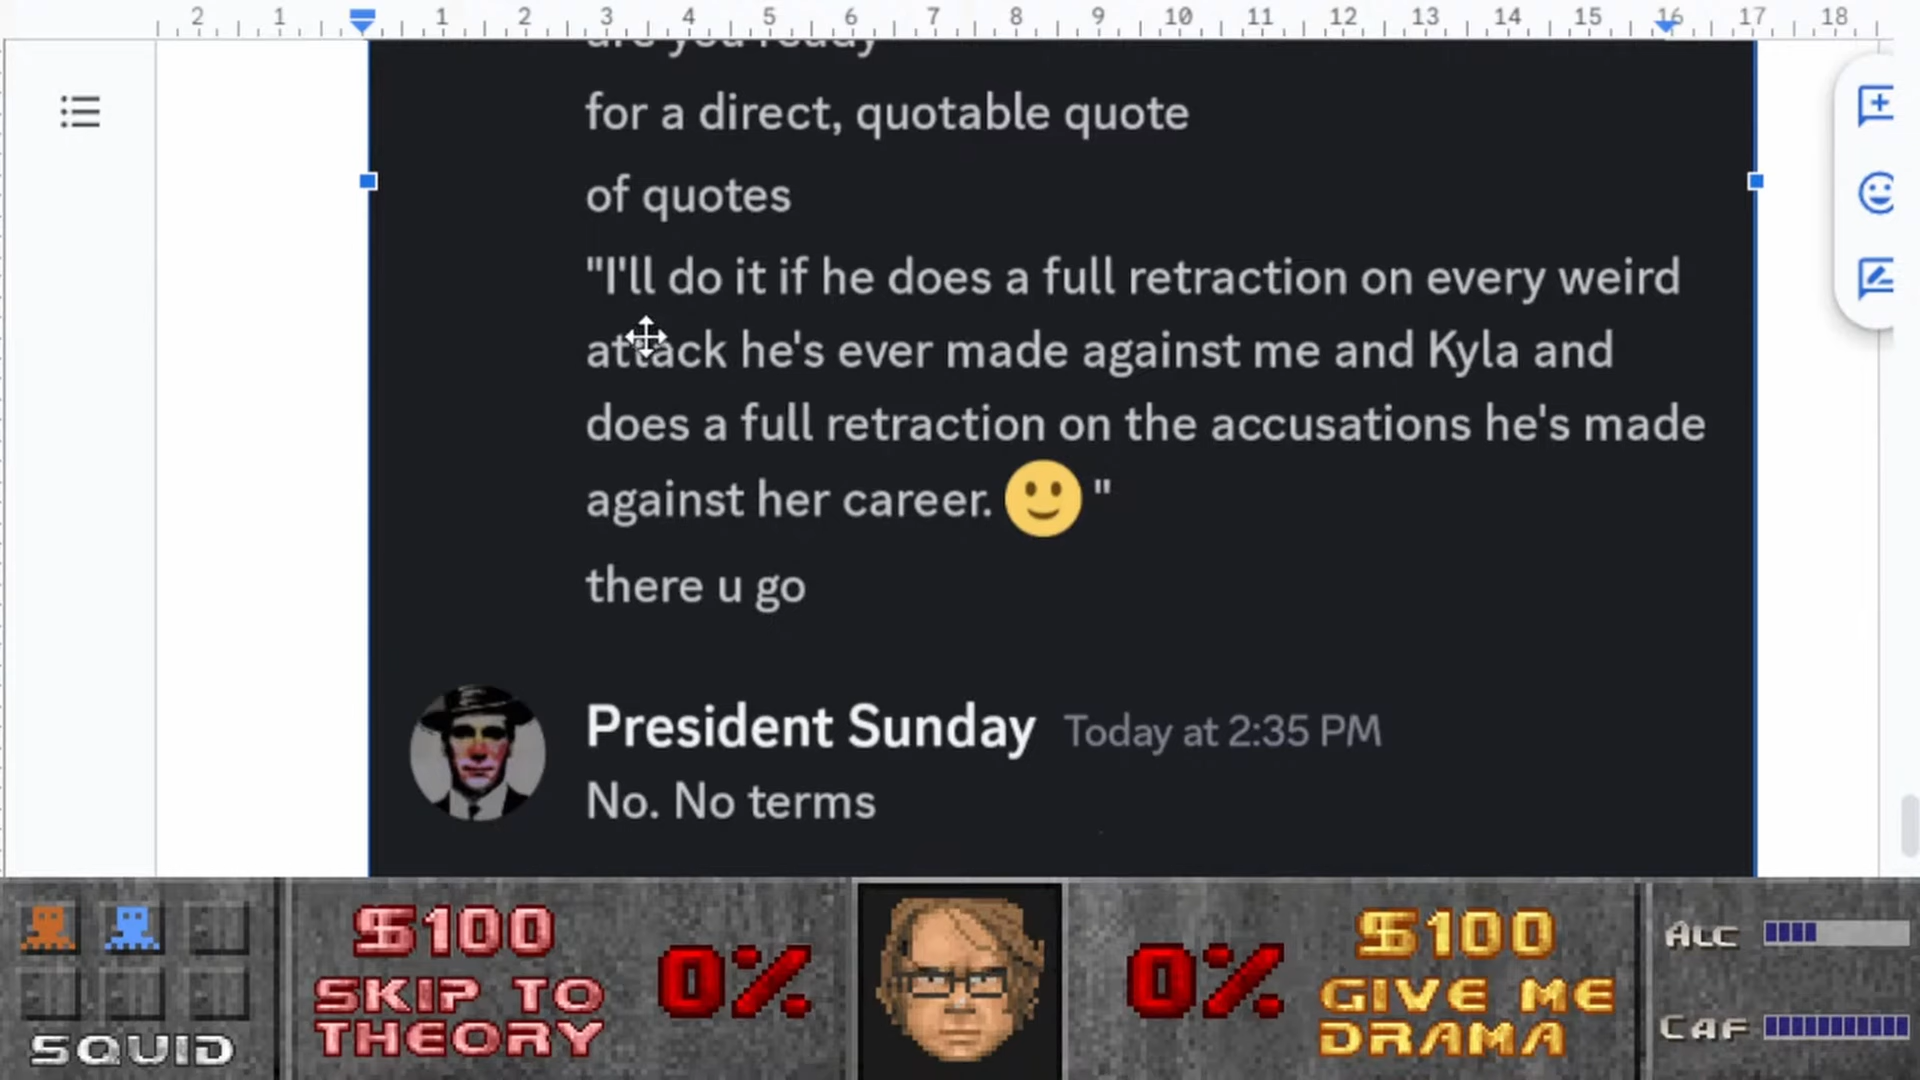 2 1 1 2 3 4 5 6 7 8 9 10 11 12 13 14 15 16 17 18
are you ready
for a direct, quotable quote
of quotes
"I'll do it if he does a full retraction on every weird
attack he's ever made against me and Kyla and
does a full retraction on the accusations he's made
against her career. 🙂 "
there u go
President Sunday Today at 2:35 PM
No. No terms
SQUID
$100
SKIP TO
THEORY
0%
0%
$100
GIVE ME
DRAMA
ALC
CAF